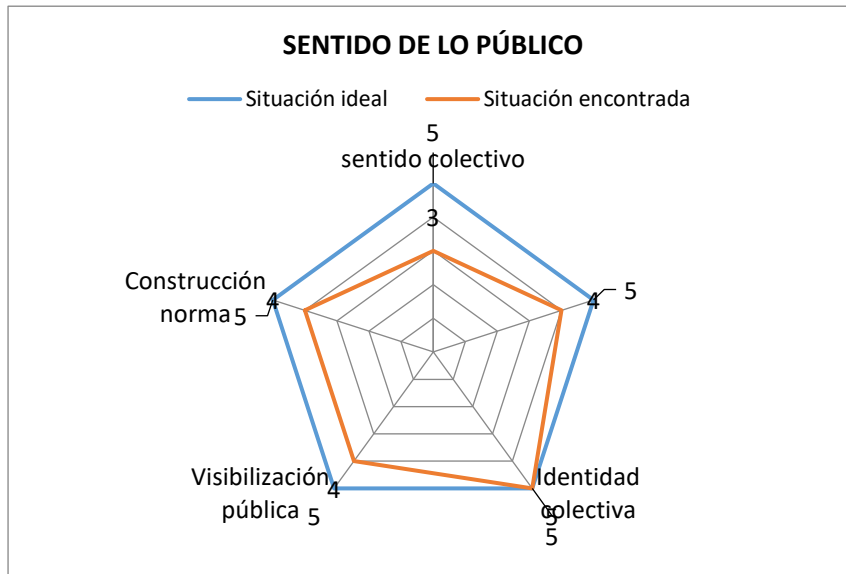 SENTIDO DE LO PÚBLICO
Situación ideal
Situación encontrada
5
sentido colectivo
3
4
5
Construcción
norma
4
5
Visibilización
pública
4
5
Identidad
colectiva
5
5